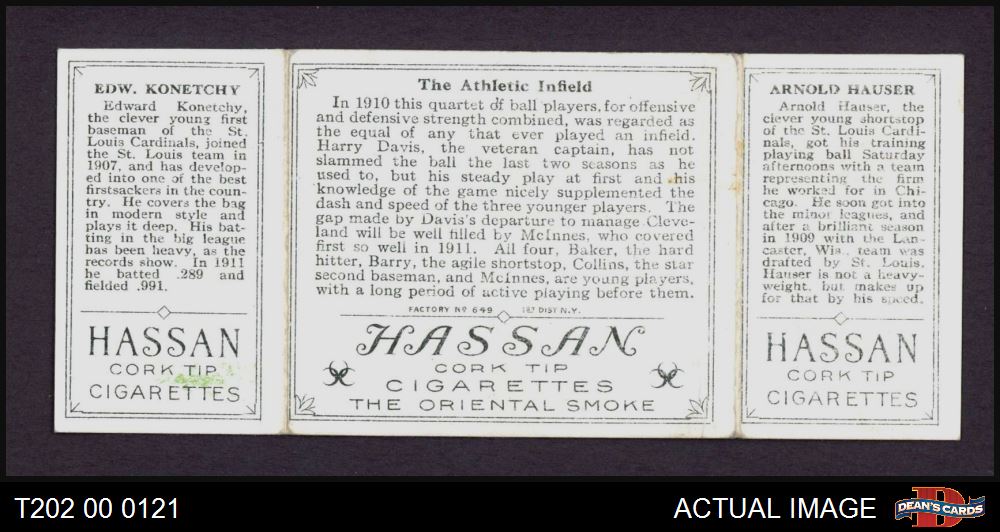 EDW. KONETCHY
Edward Konetchy,
the clever young first
baseman of the St.
Louis Cardinals, joined
the St. Louis team in
1907, and has develop-
ed into one of the best
firstsackers in the coun-
try. He covers the bag
in modern style and
plays it deep. His bat-
ting in the big league
has been heavy, as the
records show. In 1911
he batted .289 and
fielded .991.
HASSAN
CORK TIP
CIGARETTES
The Athletic Infield
In 1910 this quartet of ball players, for offensive
and defensive strength combined, was regarded as
the equal of any that ever played an infield.
Harry Davis, the veteran captain, has not
slammed the ball the last two seasons as he
used to, but his steady play at first and his
knowledge of the game nicely supplemented the
dash and speed of the three younger players. The
gap made by Davis's departure to manage Cleve-
land will be well filled by McInnes, who covered
first so well in 1911. All four, Baker, the hard
hitter, Barry, the agile shortstop, Collins, the star
second baseman, and McInnes, are young players,
with a long period of active playing before them.
FACTORY Nº 649 1ST DIST N.Y.
HASSAN
CORK TIP
CIGARETTES
THE ORIENTAL SMOKE
ARNOLD HAUSER
Arnold Hauser, the
clever young shortstop
of the St. Louis Cardi-
nals, got his training
playing ball Saturday
afternoons with a team
representing the firm
he worked for in Chi-
cago. He soon got into
the minor leagues, and
after a brilliant season
in 1909 with the Lan-
caster, Wis., team was
drafted by St. Louis.
Hauser is not a heavy-
weight, but makes up
for that by his speed.
HASSAN
CORK TIP
CIGARETTES
T202 00 0121
ACTUAL IMAGE
DEAN'S CARDS